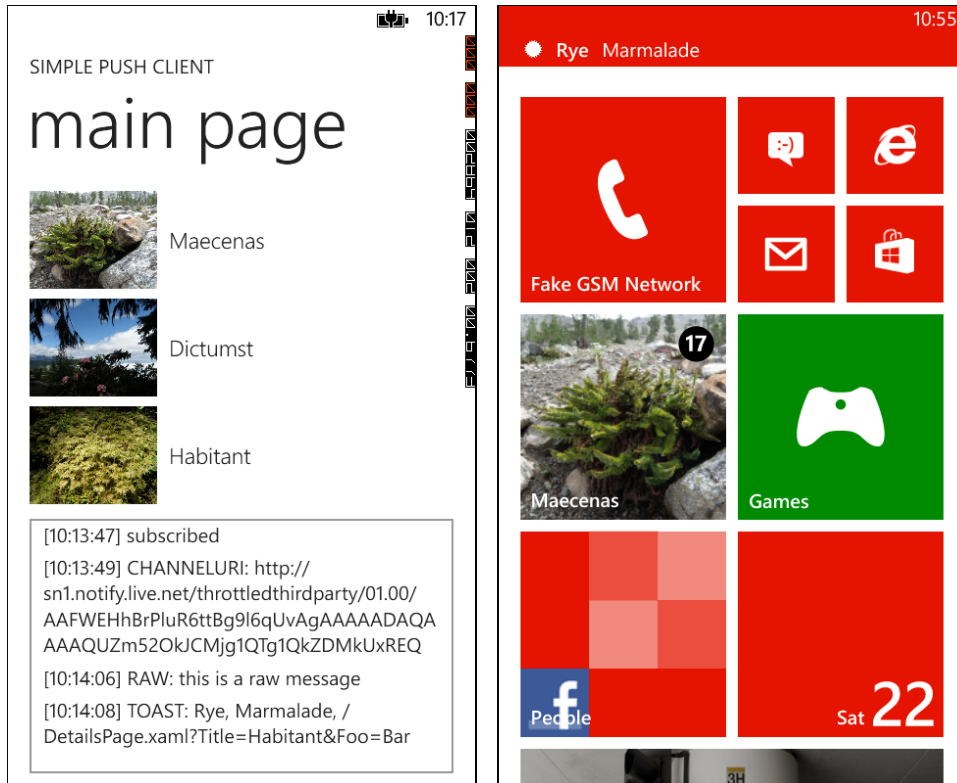 10:17
SIMPLE PUSH CLIENT
main page
Maecenas
Dictumst
Habitant
[10:13:47] subscribed
[10:13:49] CHANNELURI: http://
sn1.notify.live.net/throttledthirdparty/01.00/
AAFWEHhBrPluR6ttBg9l6qUvAgAAAAADAQA
AAAQUZm52OkJCMjg1QTg1QkZDMkUxREQ
[10:14:06] RAW: this is a raw message
[10:14:08] TOAST: Rye, Marmalade, /
DetailsPage.xaml?Title=Habitant&Foo=Bar
10:55
Rye Marmalade
:-)
Fake GSM Network
17
Maecenas
Games
f
People
Sat 22
3H